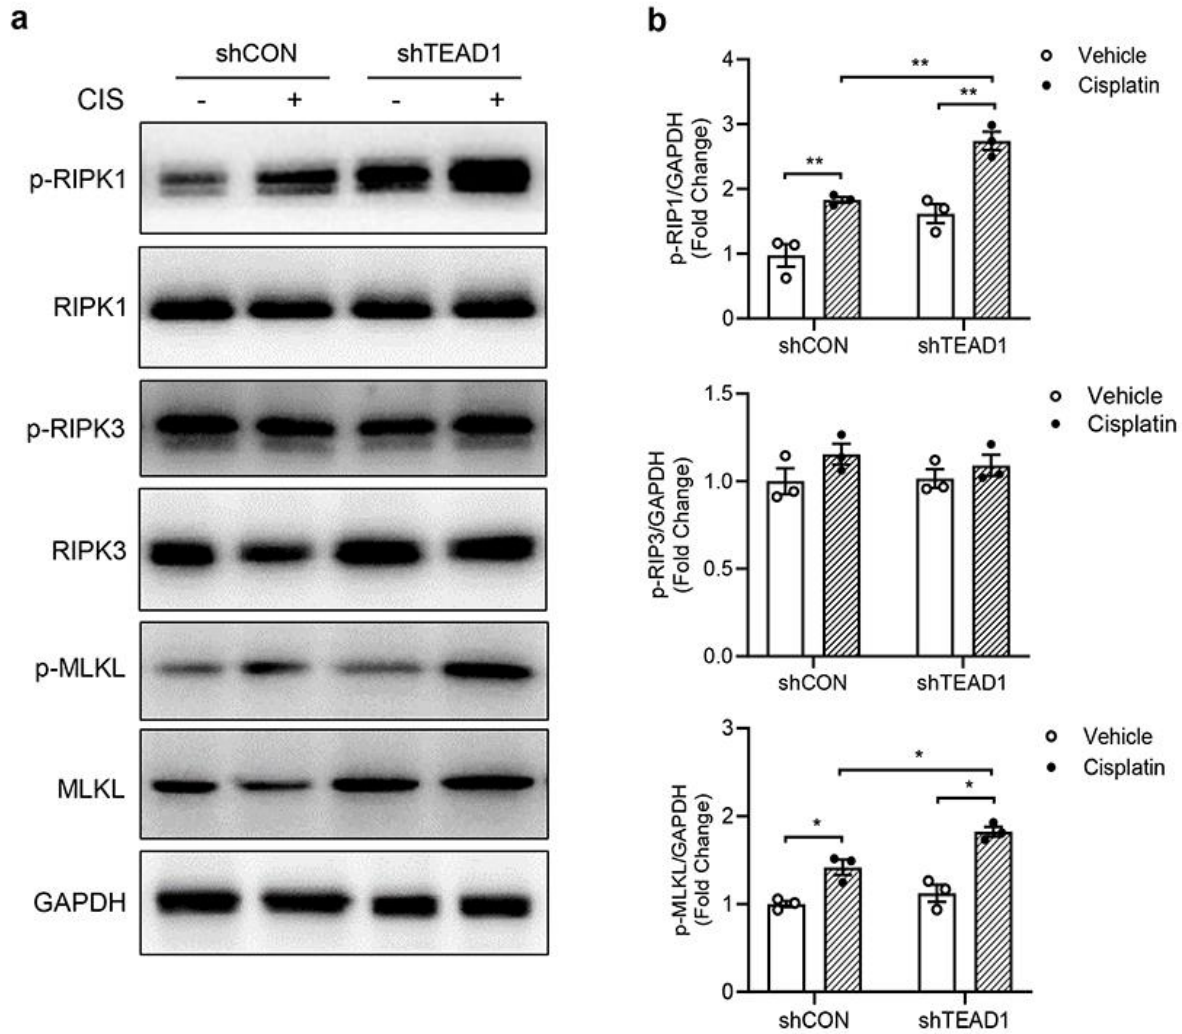 a
shCON shTEAD1
CIS - + - +
p-RIPK1
RIPK1
p-RIPK3
RIPK3
p-MLKL
MLKL
GAPDH
b
Vehicle
Cisplatin
p-RIP1/GAPDH
(Fold Change)
4
3
2
1
0
**
**
**
shCON shTEAD1
Vehicle
Cisplatin
p-RIP3/GAPDH
(Fold Change)
1.5
1.0
0.5
0.0
shCON shTEAD1
Vehicle
Cisplatin
p-MLKL/GAPDH
(Fold Change)
3
2
1
0
*
*
*
shCON shTEAD1